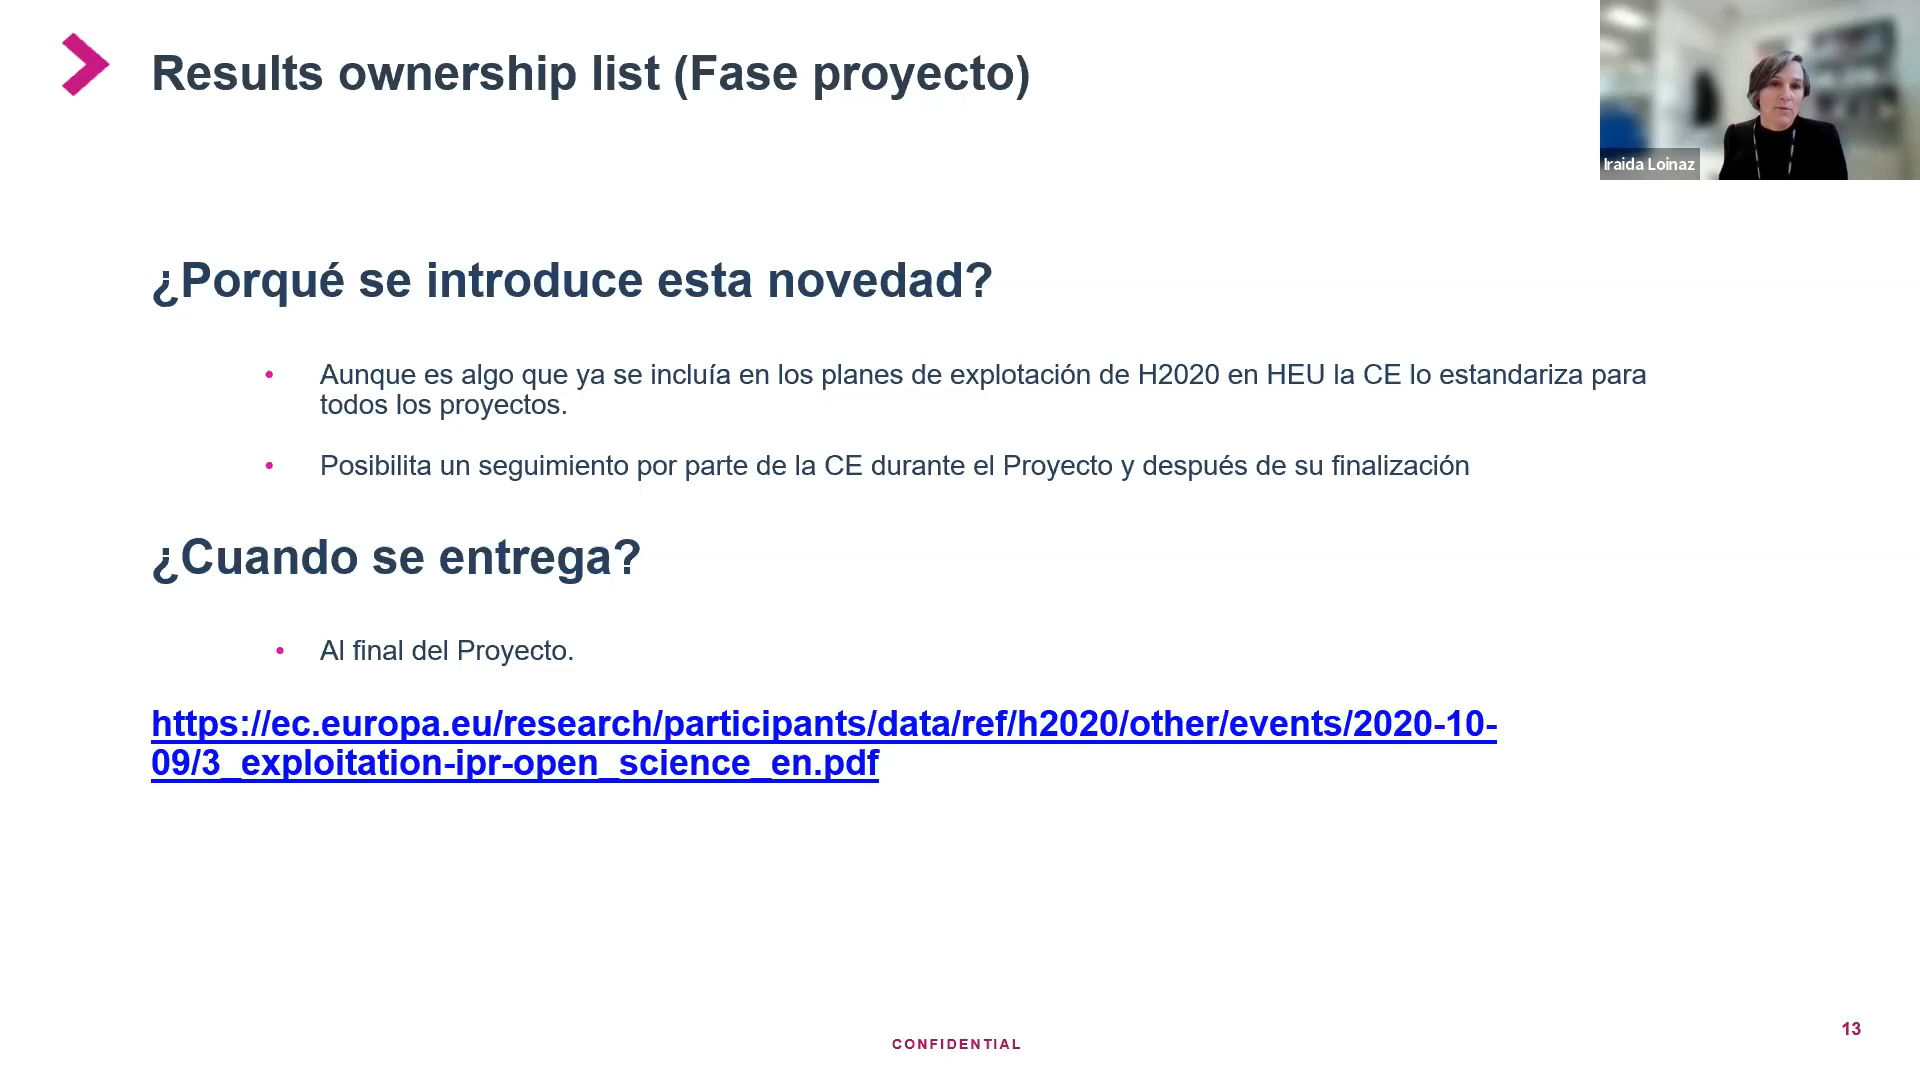 Results ownership list (Fase proyecto)
Iraida Loinaz
¿Porqué se introduce esta novedad?
• Aunque es algo que ya se incluía en los planes de explotación de H2020 en HEU la CE lo estandariza para
todos los proyectos.
• Posibilita un seguimiento por parte de la CE durante el Proyecto y después de su finalización
¿Cuando se entrega?
• Al final del Proyecto.
https://ec.europa.eu/research/participants/data/ref/h2020/other/events/2020-10-
09/3_exploitation-ipr-open_science_en.pdf
13
CONFIDENTIAL